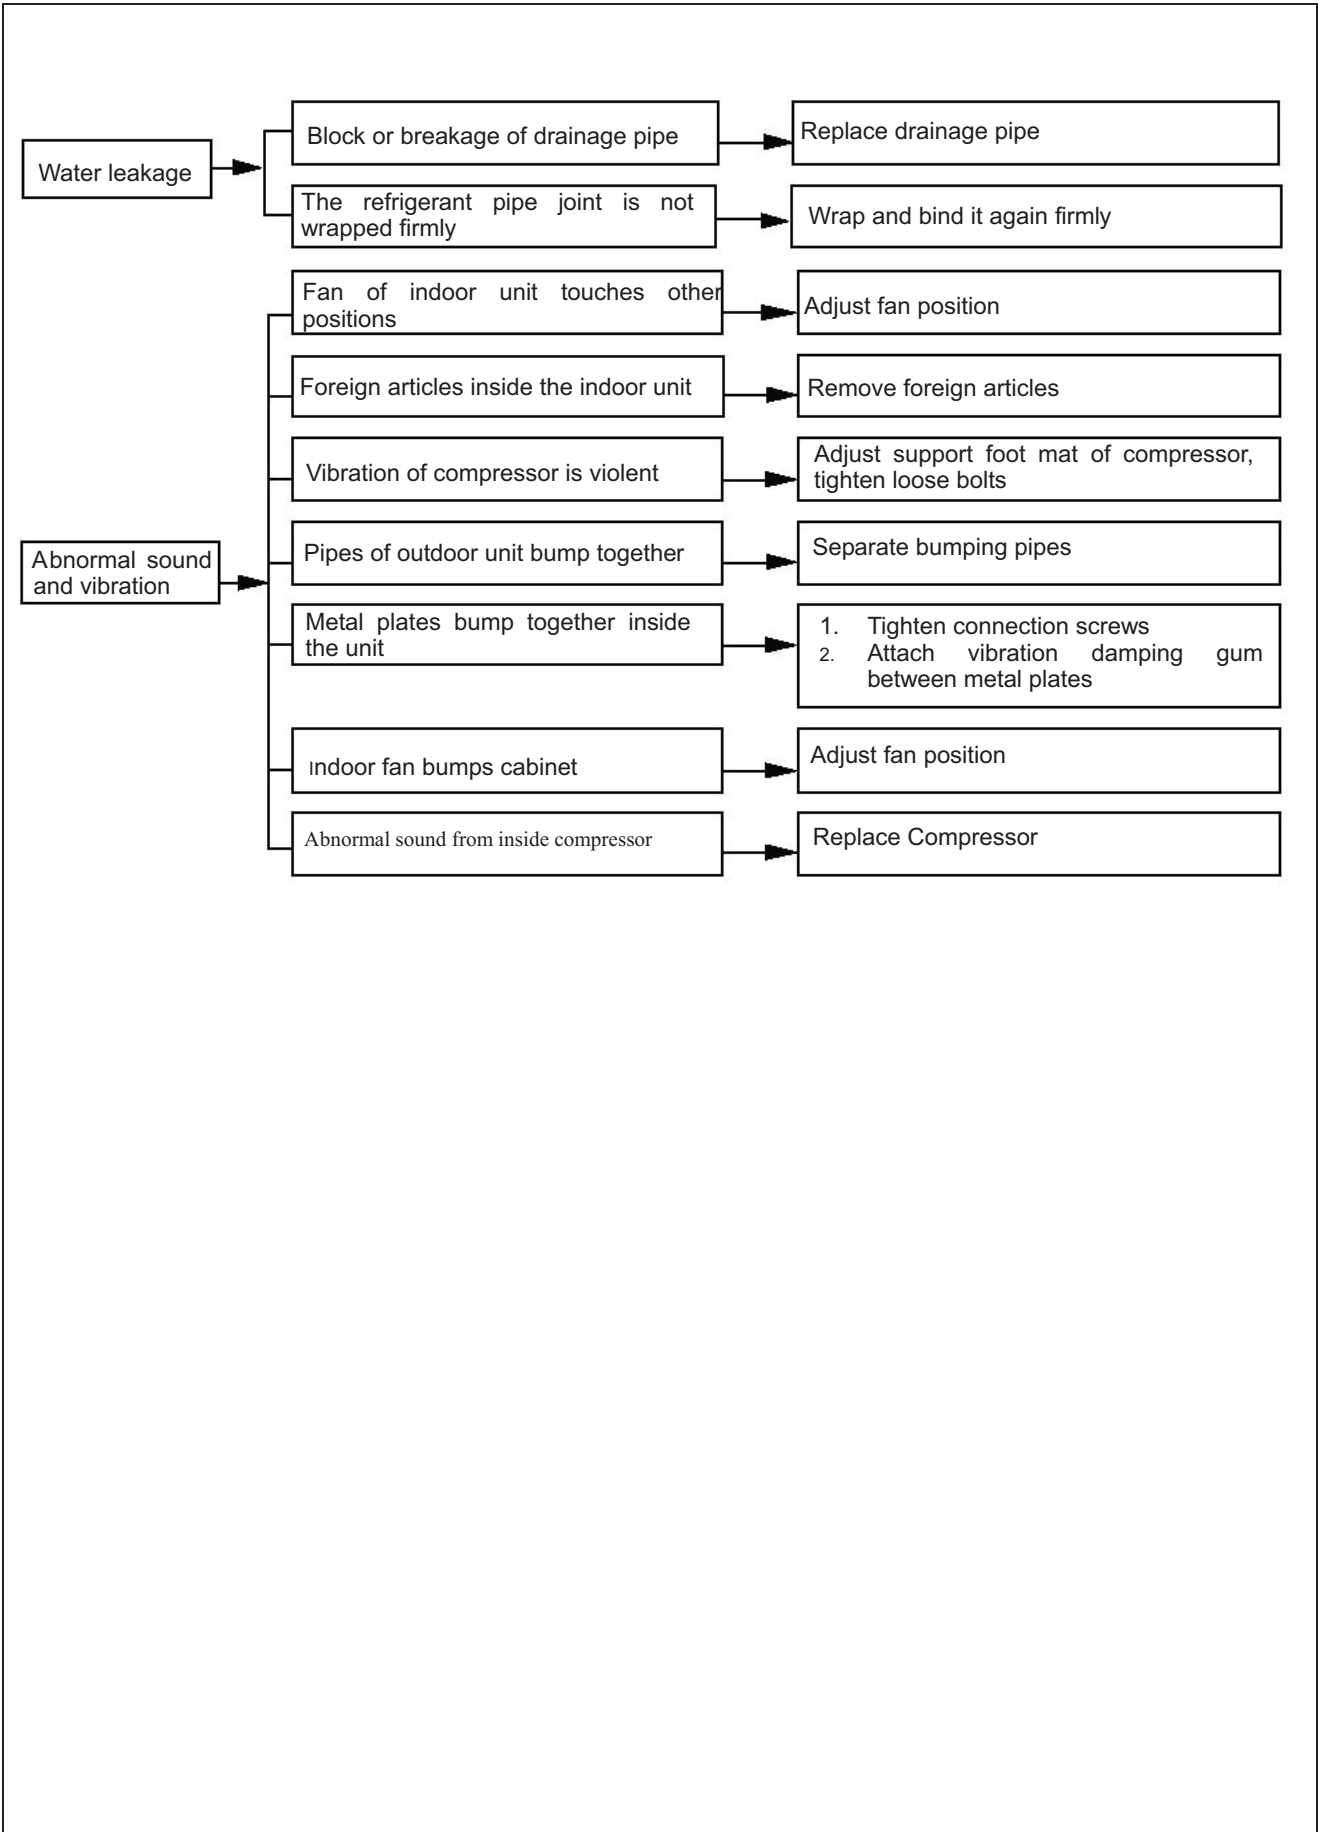 Block or breakage of drainage pipe
Replace drainage pipe
Water leakage
The refrigerant pipe joint is not
wrapped firmly
Wrap and bind it again firmly
Fan of indoor unit touches other
positions
Adjust fan position
Foreign articles inside the indoor unit
Remove foreign articles
Vibration of compressor is violent
Adjust support foot mat of compressor,
tighten loose bolts
Abnormal sound
and vibration
Pipes of outdoor unit bump together
Separate bumping pipes
Metal plates bump together inside
the unit
1. Tighten connection screws
2. Attach vibration damping gum
between metal plates
Indoor fan bumps cabinet
Adjust fan position
Abnormal sound from inside compressor
Replace Compressor